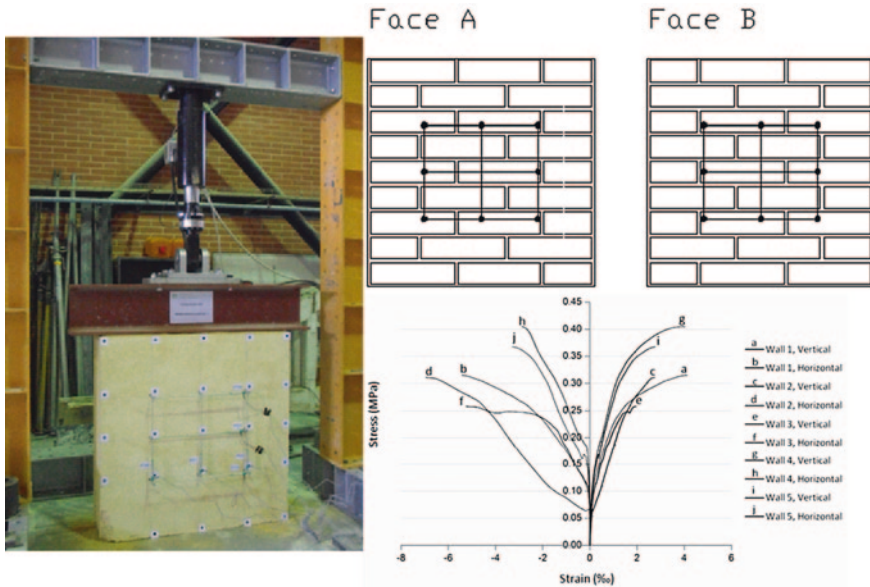 Face A
Face B
0.45
0.40
0.35
0.30
0.25
0.20
0.15
0.10
0.05
0.00
Stress (MPa)
-8
-6
-4
-2
0
2
4
6
Strain (‰)
h
j
d
b
f
g
i
c
a
e
a Wall 1, Vertical
b Wall 1, Horizontal
c Wall 2, Vertical
d Wall 2, Horizontal
e Wall 3, Vertical
f Wall 3, Horizontal
g Wall 4, Vertical
h Wall 4, Horizontal
i Wall 5, Vertical
j Wall 5, Horizontal